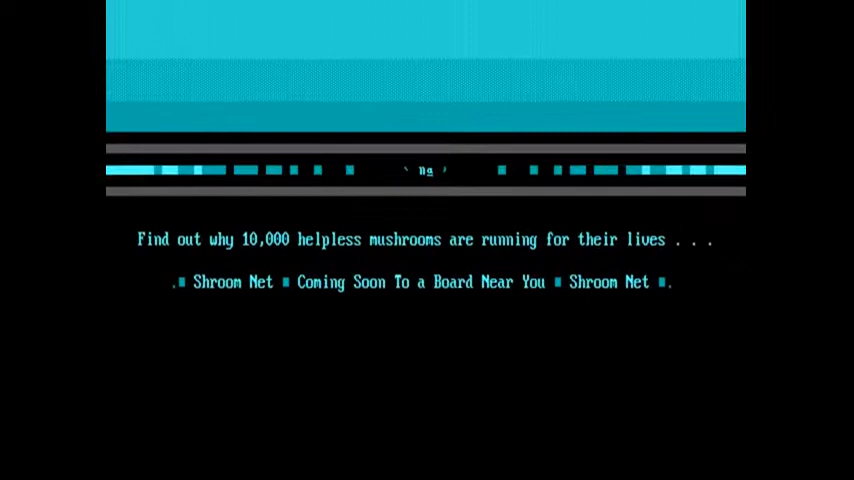 na
Find out why 10,000 helpless mushrooms are running for their lives . . .
.■ Shroom Net ■ Coming Soon To a Board Near You ■ Shroom Net ■.